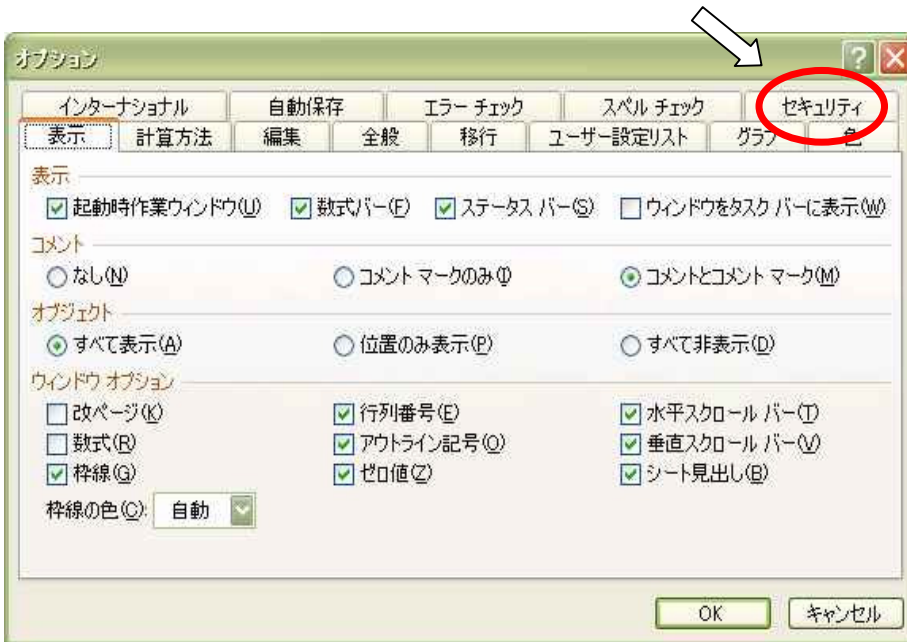 オプション
インターナショナル 自動保存 エラー チェック スペル チェック セキュリティ
表示 計算方法 編集 全般 移行 ユーザー設定リスト グラフ 色
表示
起動時作業ウィンドウ(U) 数式バー(F) ステータス バー(S) ウィンドウをタスク バーに表示(W)
コメント
なし(N) コメント マークのみ(I) コメントとコメント マーク(M)
オブジェクト
すべて表示(A) 位置のみ表示(P) すべて非表示(D)
ウィンドウ オプション
改ページ(K) 行列番号(E) 水平スクロール バー(T)
数式(R) アウトライン記号(O) 垂直スクロール バー(V)
枠線(G) ゼロ値(Z) シート見出し(B)
枠線の色(C): 自動
OK キャンセル